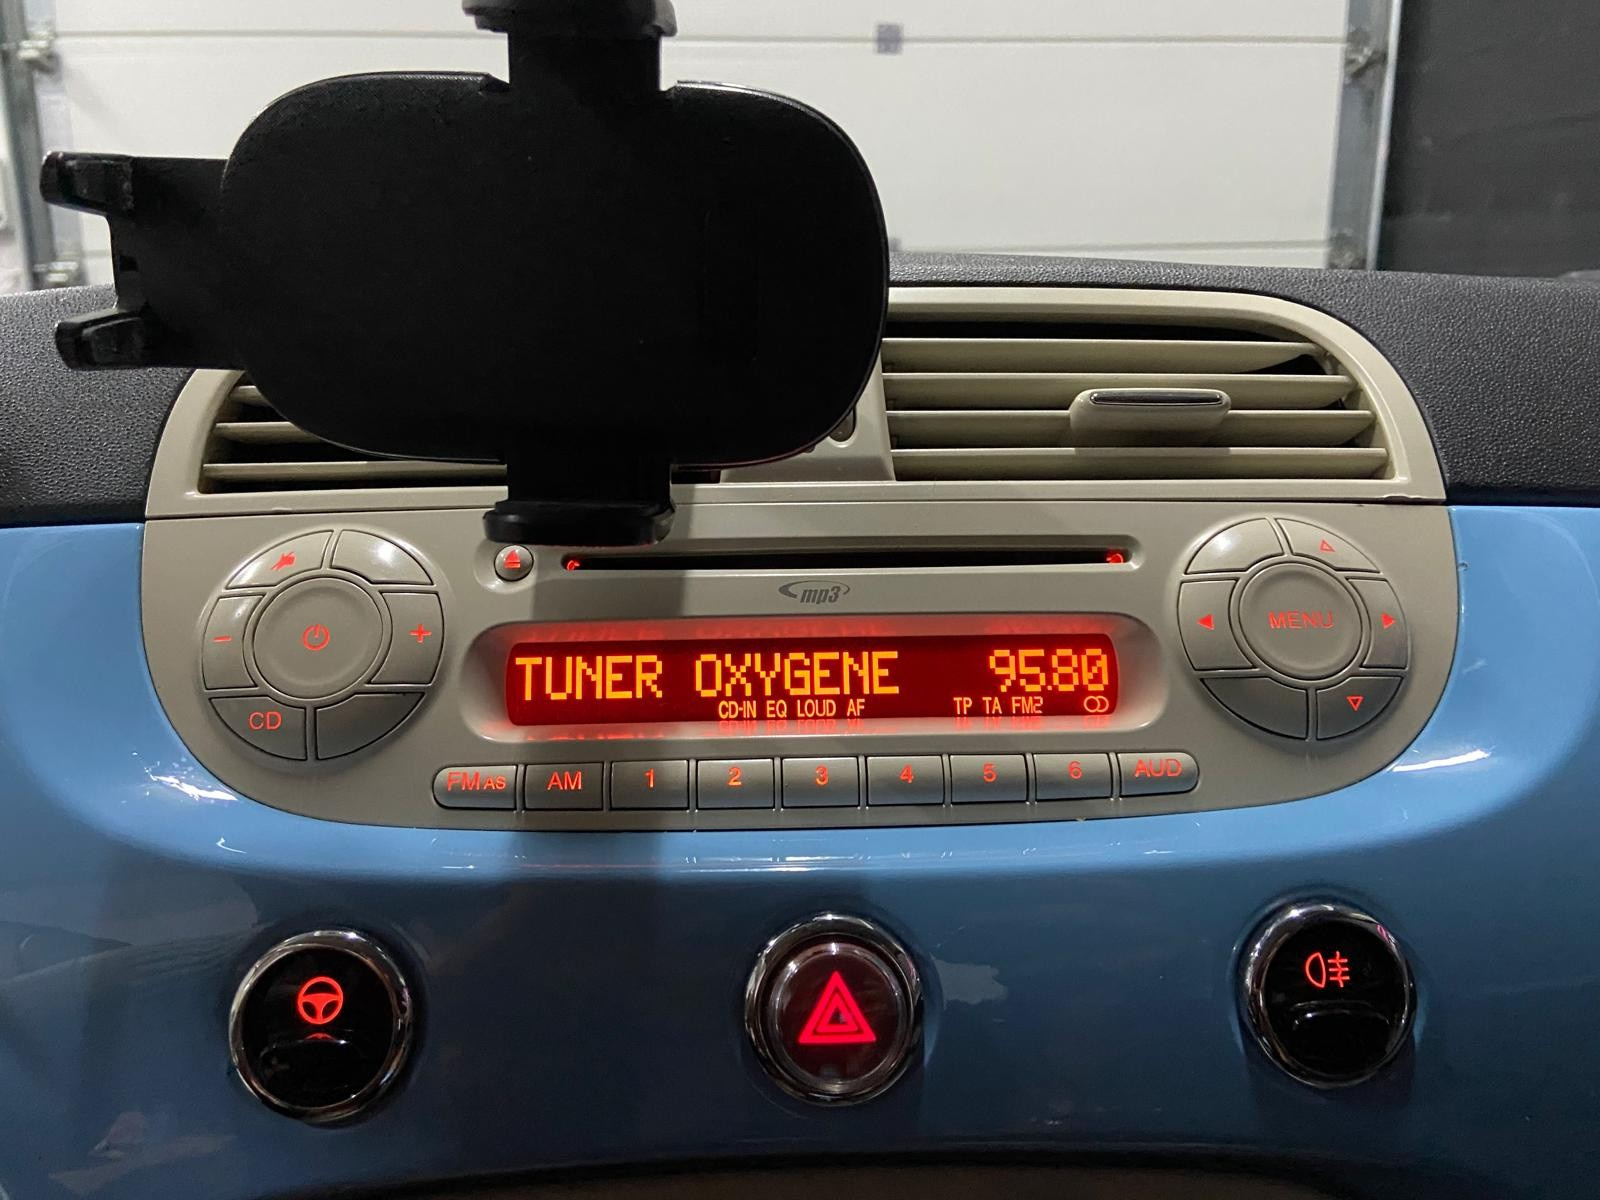 mp3
TUNER OXYGENE 95.80
CD-IN EQ LOUD AF TP TA FM2
MENU
CD
FM AS AM 1 2 3 4 5 6 AUD